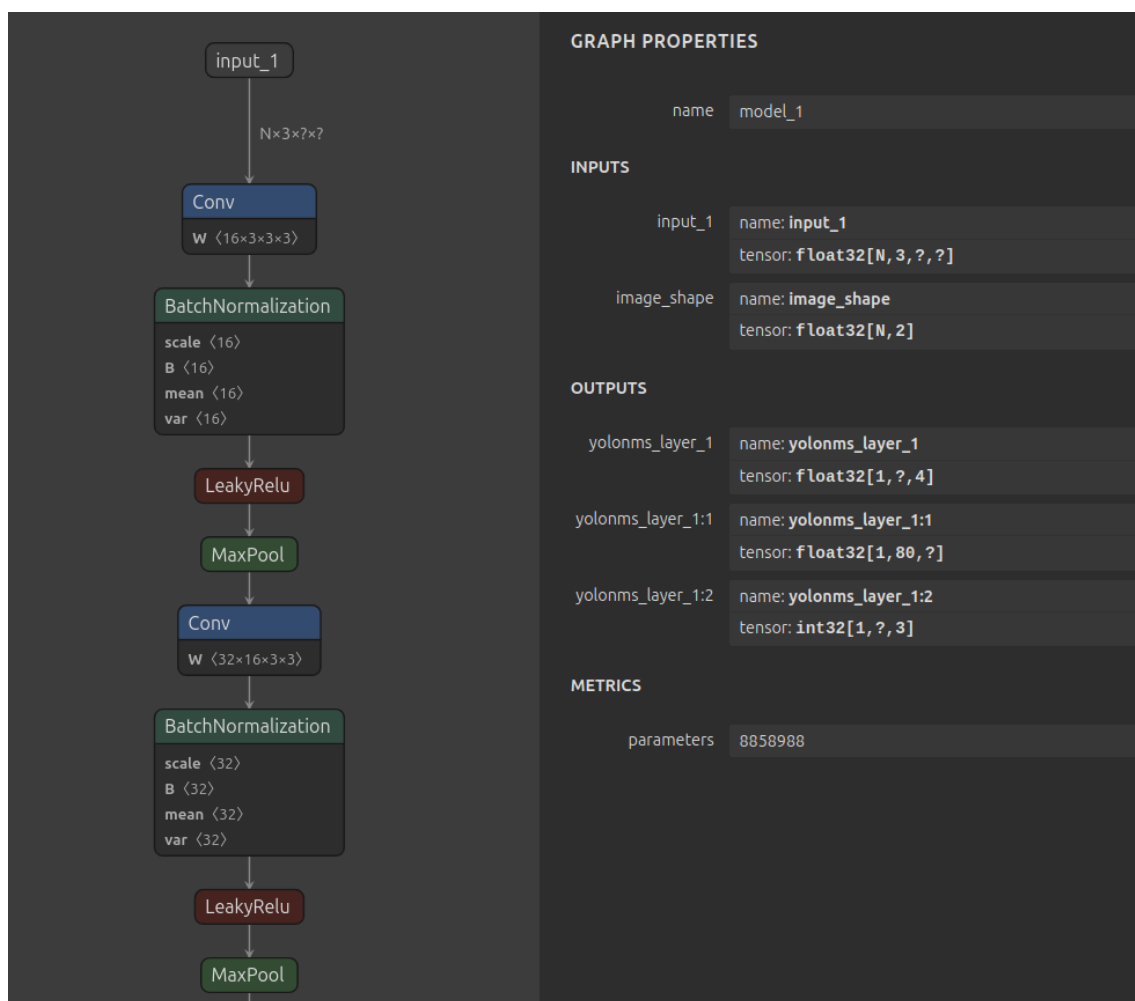 input_1
N×3×?×?
Conv
W 〈16×3×3×3〉
BatchNormalization
scale 〈16〉
B 〈16〉
mean 〈16〉
var 〈16〉
LeakyRelu
MaxPool
Conv
W 〈32×16×3×3〉
BatchNormalization
scale 〈32〉
B 〈32〉
mean 〈32〉
var 〈32〉
LeakyRelu
MaxPool
GRAPH PROPERTIES
name model_1
INPUTS
input_1 name: input_1
tensor: float32[N,3,?,?]
image_shape name: image_shape
tensor: float32[N,2]
OUTPUTS
yolonms_layer_1 name: yolonms_layer_1
tensor: float32[1,?,4]
yolonms_layer_1:1 name: yolonms_layer_1:1
tensor: float32[1,80,?]
yolonms_layer_1:2 name: yolonms_layer_1:2
tensor: int32[1,?,3]
METRICS
parameters 8858988